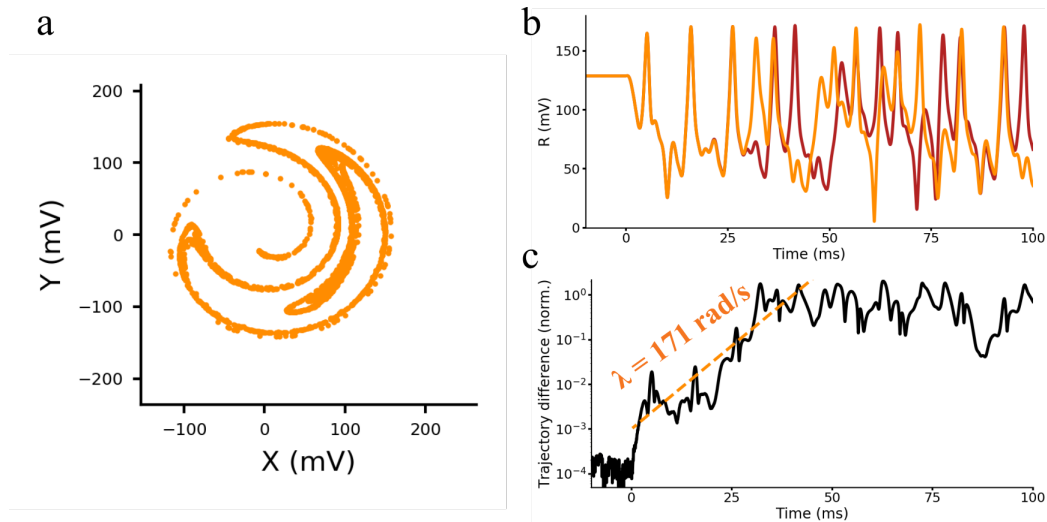 a
200
100
0
−100
−200
Y (mV)
−100 0 100 200
X (mV)
b
150
100
50
0
R (mV)
0 25 50 75 100
Time (ms)
c
10⁰
10⁻¹
10⁻²
10⁻³
10⁻⁴
Trajectory difference (norm.)
λ = 171 rad/s
0 25 50 75 100
Time (ms)